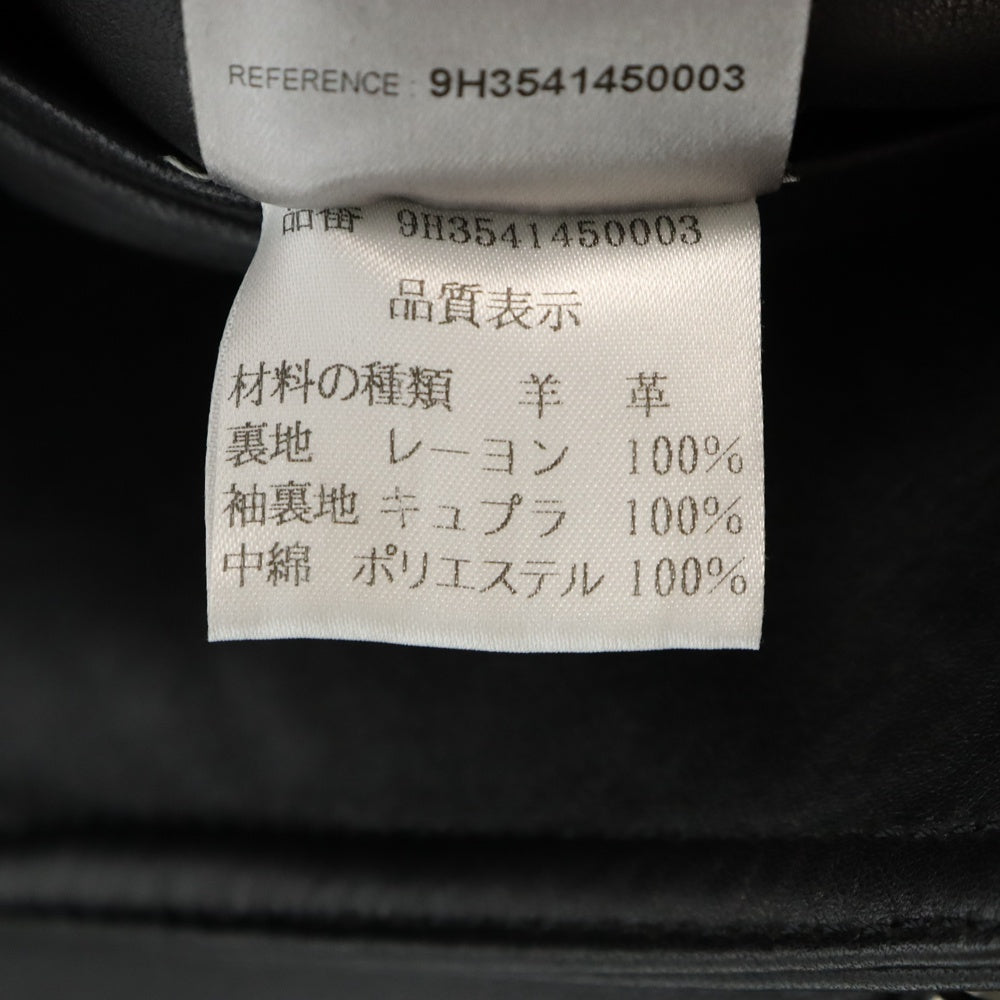 REFERENCE : 9H3541450003
品番 9H3541450003
品質表示
材料の種類 羊 革
裏地 レーヨン 100%
袖裏地 キュプラ 100%
中綿 ポリエステル 100%